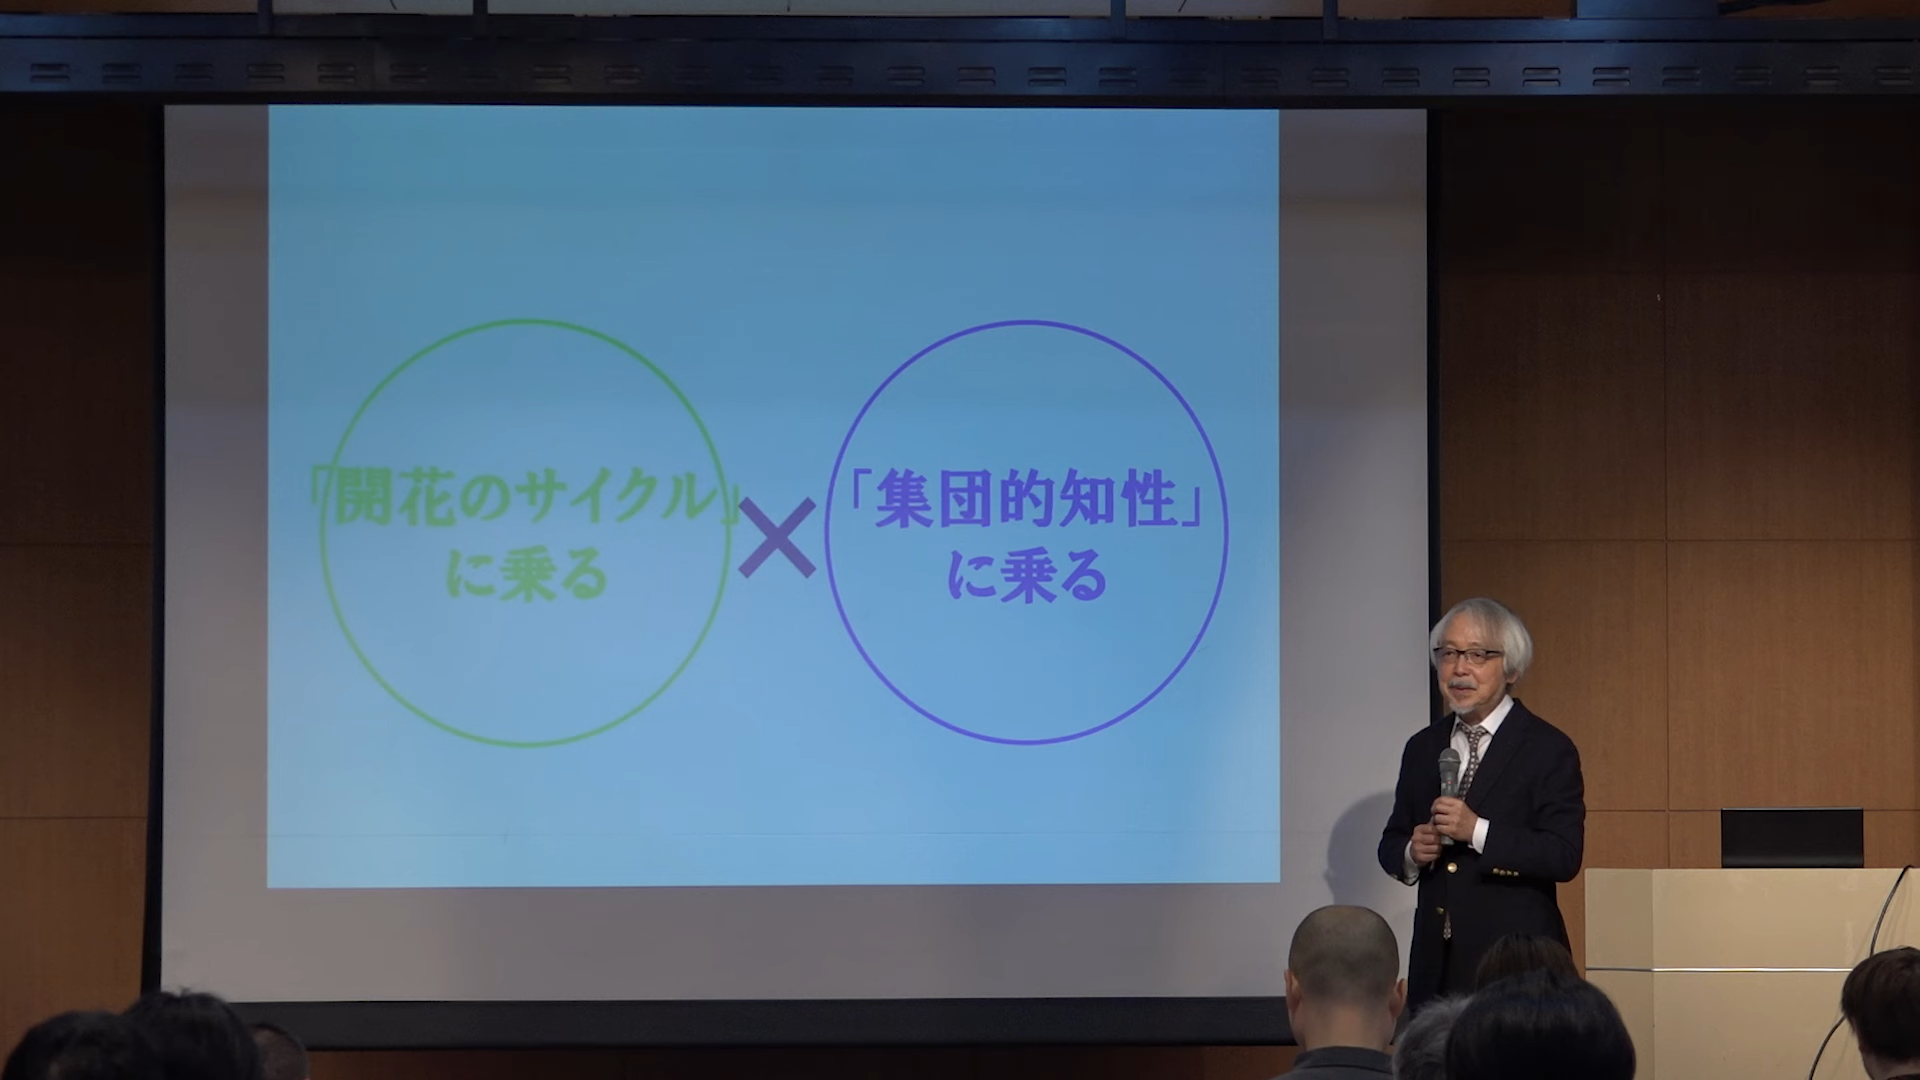 「開花のサイクル」
に乗る
×
「集団的知性」
に乗る